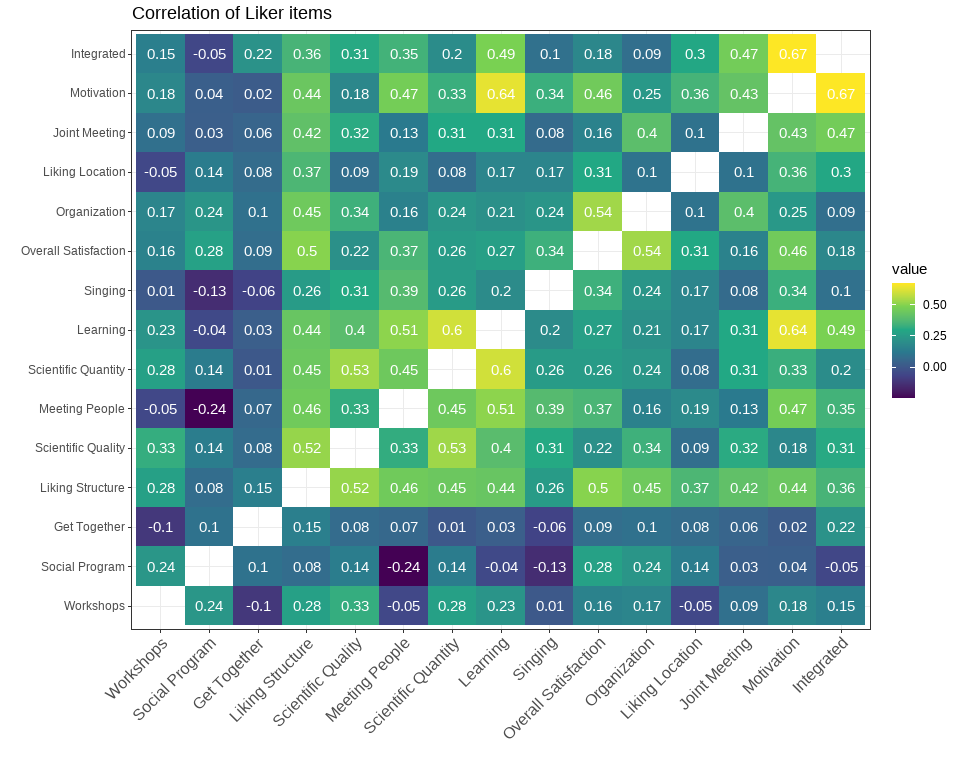 Correlation of Liker items
Integrated 0.15 -0.05 0.22 0.36 0.31 0.35 0.2 0.49 0.1 0.18 0.09 0.3 0.47 0.67
Motivation 0.18 0.04 0.02 0.44 0.18 0.47 0.33 0.64 0.34 0.46 0.25 0.36 0.43 0.67
Joint Meeting 0.09 0.03 0.06 0.42 0.32 0.13 0.31 0.31 0.08 0.16 0.4 0.1 0.43 0.47
Liking Location -0.05 0.14 0.08 0.37 0.09 0.19 0.08 0.17 0.17 0.31 0.1 0.1 0.36 0.3
Organization 0.17 0.24 0.1 0.45 0.34 0.16 0.24 0.21 0.24 0.54 0.1 0.4 0.25 0.09
Overall Satisfaction 0.16 0.28 0.09 0.5 0.22 0.37 0.26 0.27 0.34 0.54 0.31 0.16 0.46 0.18
Singing 0.01 -0.13 -0.06 0.26 0.31 0.39 0.26 0.2 0.34 0.24 0.17 0.08 0.34 0.1
Learning 0.23 -0.04 0.03 0.44 0.4 0.51 0.6 0.2 0.27 0.21 0.17 0.31 0.64 0.49
Scientific Quantity 0.28 0.14 0.01 0.45 0.53 0.45 0.6 0.26 0.26 0.24 0.08 0.31 0.33 0.2
Meeting People -0.05 -0.24 0.07 0.46 0.33 0.45 0.51 0.39 0.37 0.16 0.19 0.13 0.47 0.35
Scientific Quality 0.33 0.14 0.08 0.52 0.33 0.53 0.4 0.31 0.22 0.34 0.09 0.32 0.18 0.31
Liking Structure 0.28 0.08 0.15 0.52 0.46 0.45 0.44 0.26 0.5 0.45 0.37 0.42 0.44 0.36
Get Together -0.1 0.1 0.15 0.08 0.07 0.01 0.03 -0.06 0.09 0.1 0.08 0.06 0.02 0.22
Social Program 0.24 0.1 0.08 0.14 -0.24 0.14 -0.04 -0.13 0.28 0.24 0.14 0.03 0.04 -0.05
Workshops 0.24 -0.1 0.28 0.33 -0.05 0.28 0.23 0.01 0.16 0.17 -0.05 0.09 0.18 0.15
Workshops
Social Program
Get Together
Liking Structure
Scientific Quality
Meeting People
Scientific Quantity
Learning
Singing
Overall Satisfaction
Organization
Liking Location
Joint Meeting
Motivation
Integrated
value
0.50
0.25
0.00